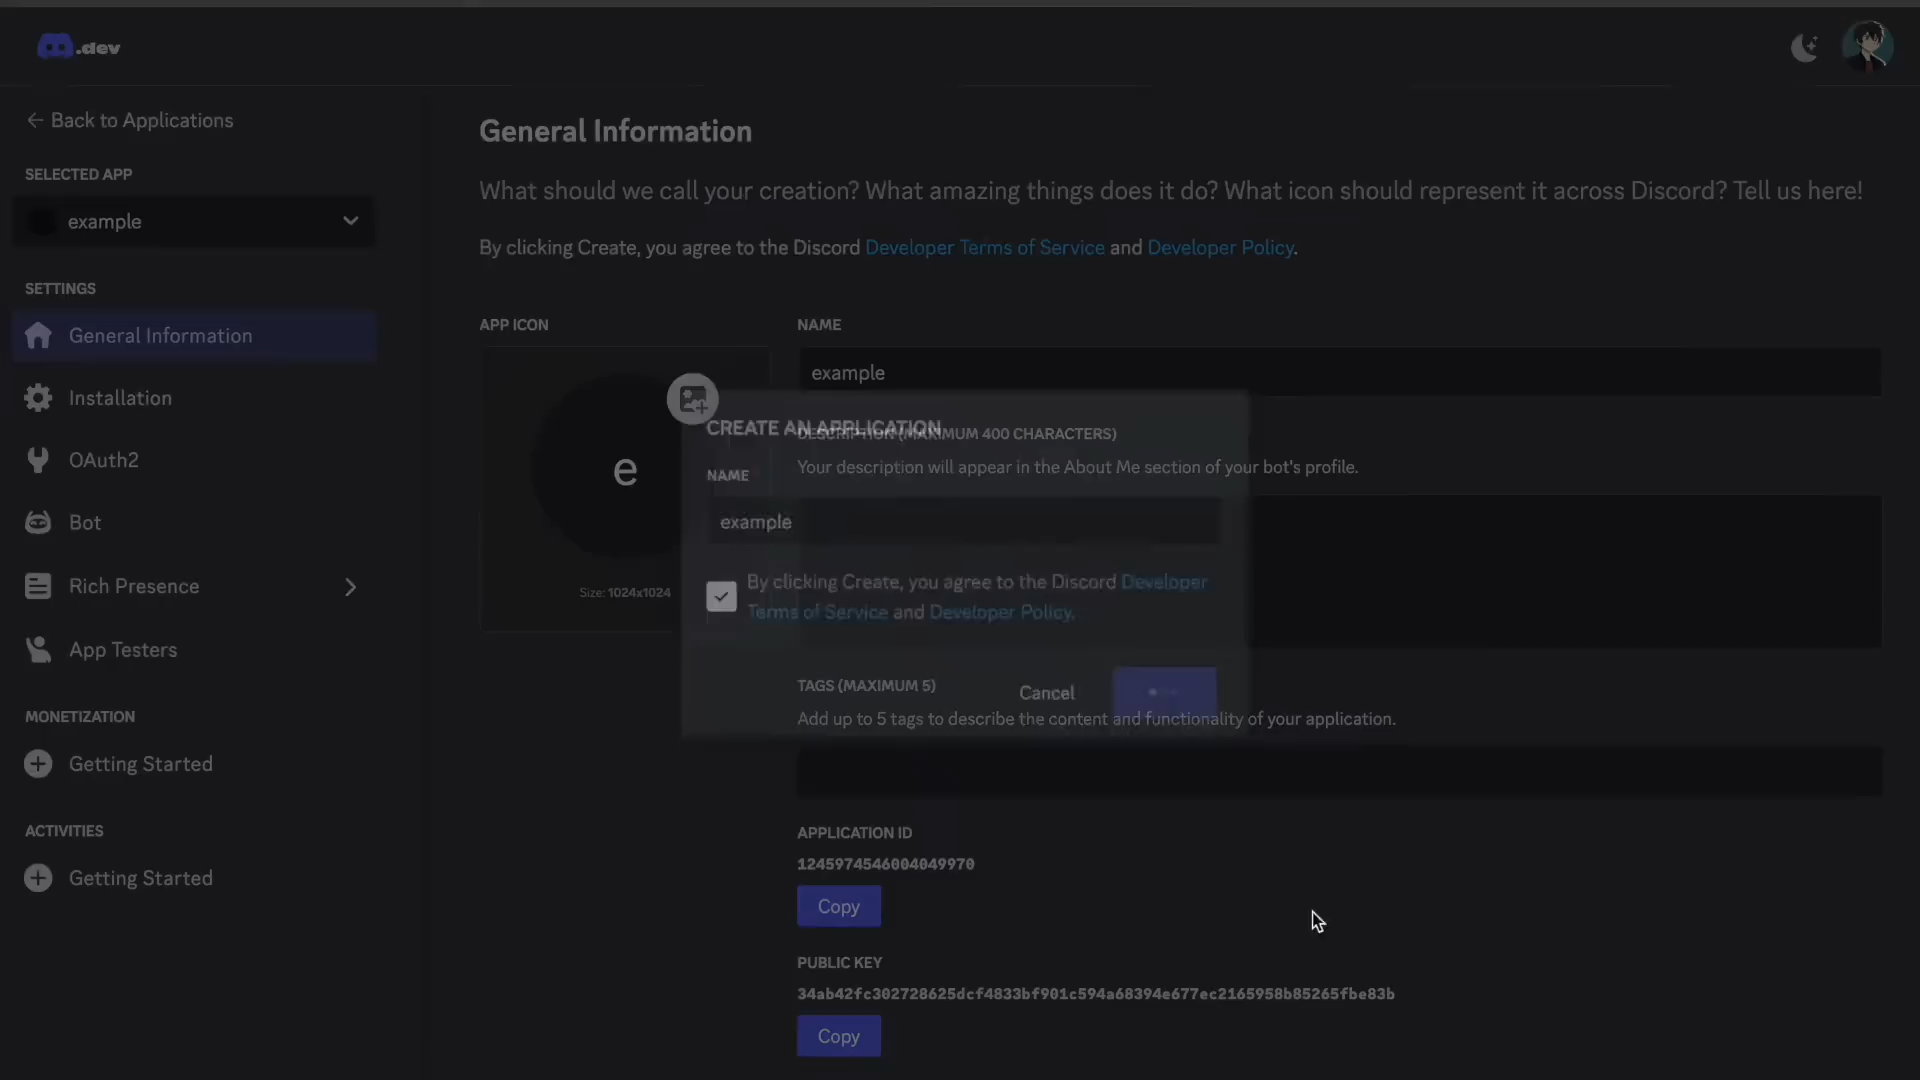 .dev
Back to Applications
SELECTED APP
example
SETTINGS
General Information
Installation
OAuth2
Bot
Rich Presence
App Testers
MONETIZATION
Getting Started
ACTIVITIES
Getting Started
General Information
What should we call your creation? What amazing things does it do? What icon should represent it across Discord? Tell us here!
By clicking Create, you agree to the Discord Developer Terms of Service and Developer Policy.
APP ICON
e
Size: 1024x1024
NAME
example
DESCRIPTION (MAXIMUM 400 CHARACTERS)
Your description will appear in the About Me section of your bot's profile.
CREATE AN APPLICATION
NAME
example
By clicking Create, you agree to the Discord Developer
Terms of Service and Developer Policy.
Cancel
TAGS (MAXIMUM 5)
Add up to 5 tags to describe the content and functionality of your application.
APPLICATION ID
1245974546004049970
Copy
PUBLIC KEY
34ab42fc302728625dcf4833bf901c594a68394e677ec2165958b85265fbe83b
Copy